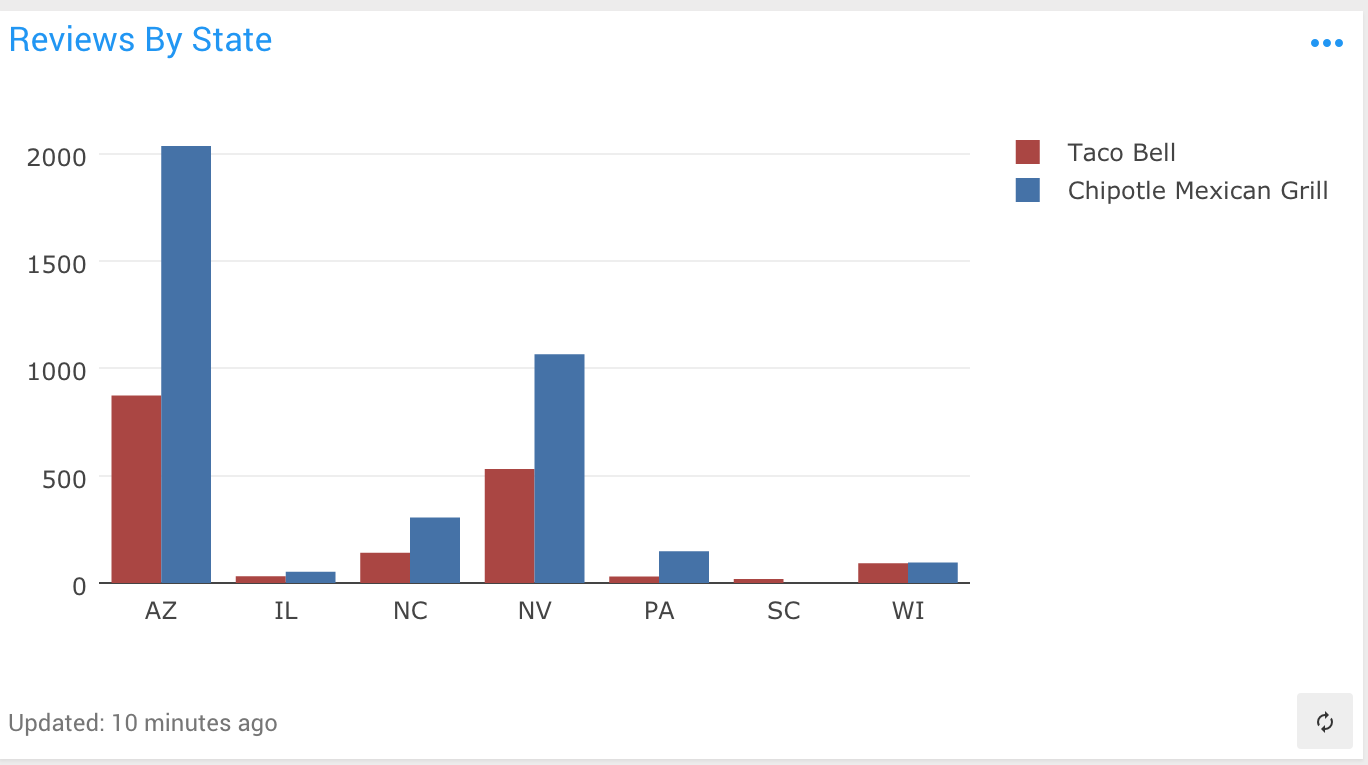 Reviews By State
2000
1500
1000
500
0
AZ IL NC NV PA SC WI
Taco Bell
Chipotle Mexican Grill
Updated: 10 minutes ago